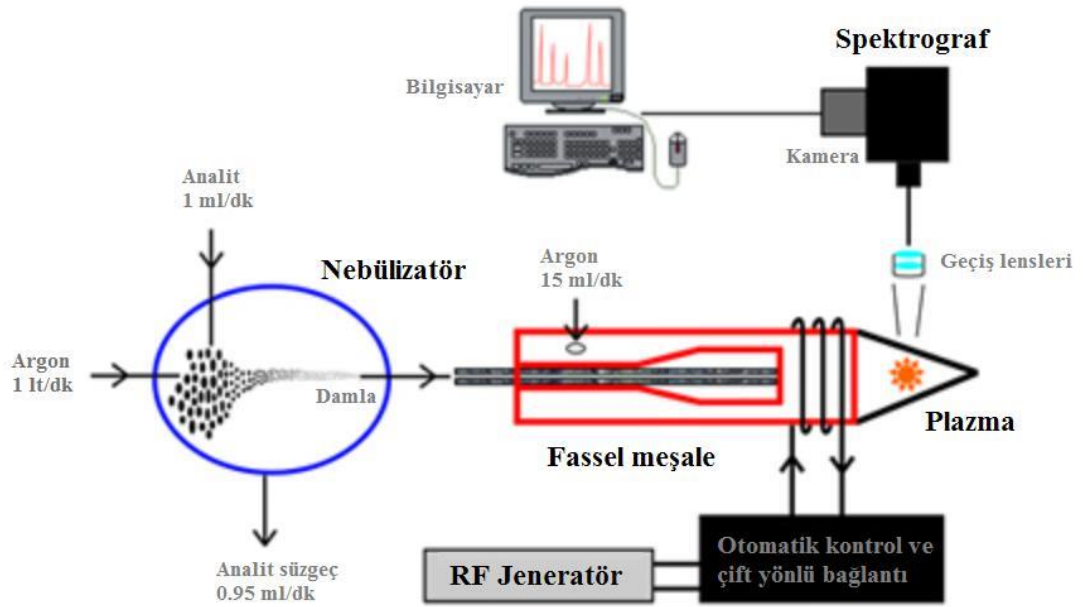 Spektrograf
Bilgisayar
Kamera
Analit
1 ml/dk
Nebülizatör
Argon
15 ml/dk
Geçiş lensleri
Argon
1 lt/dk
Damla
Plazma
Fassel meşale
Analit süzgeç
0.95 ml/dk
RF Jeneratör
Otomatik kontrol ve
çift yönlü bağlantı